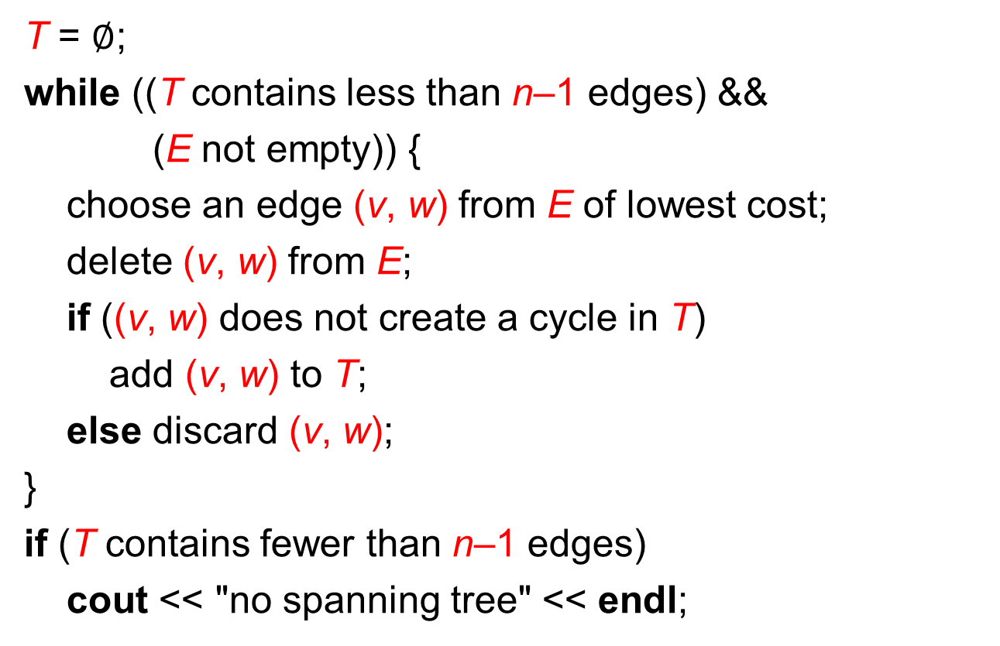 T = ∅;
while ((T contains less than n–1 edges) &&
(E not empty)) {
choose an edge (v, w) from E of lowest cost;
delete (v, w) from E;
if ((v, w) does not create a cycle in T)
add (v, w) to T;
else discard (v, w);
}
if (T contains fewer than n–1 edges)
cout << "no spanning tree" << endl;